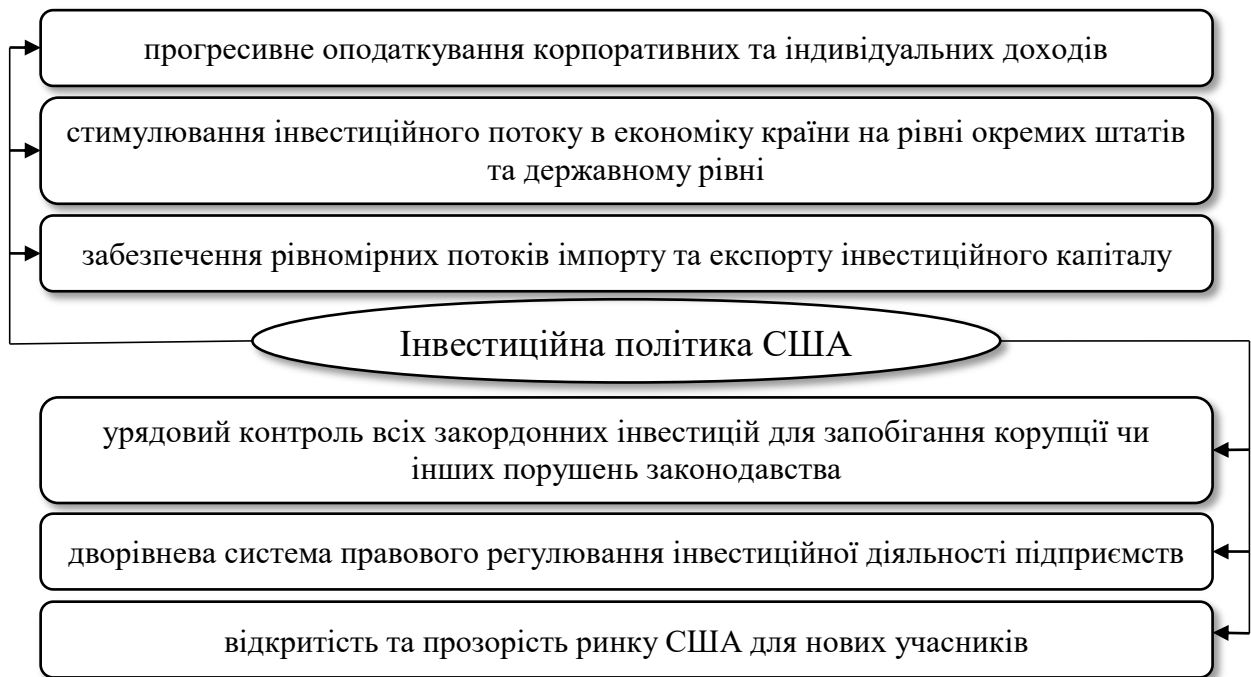 прогресивне оподаткування корпоративних та індивідуальних доходів
стимулювання інвестиційного потоку в економіку країни на рівні окремих штатів
та державному рівні
забезпечення рівномірних потоків імпорту та експорту інвестиційного капіталу
Інвестиційна політика США
урядовий контроль всіх закордонних інвестицій для запобігання корупції чи
інших порушень законодавства
дворівнева система правового регулювання інвестиційної діяльності підприємств
відкритість та прозорість ринку США для нових учасників